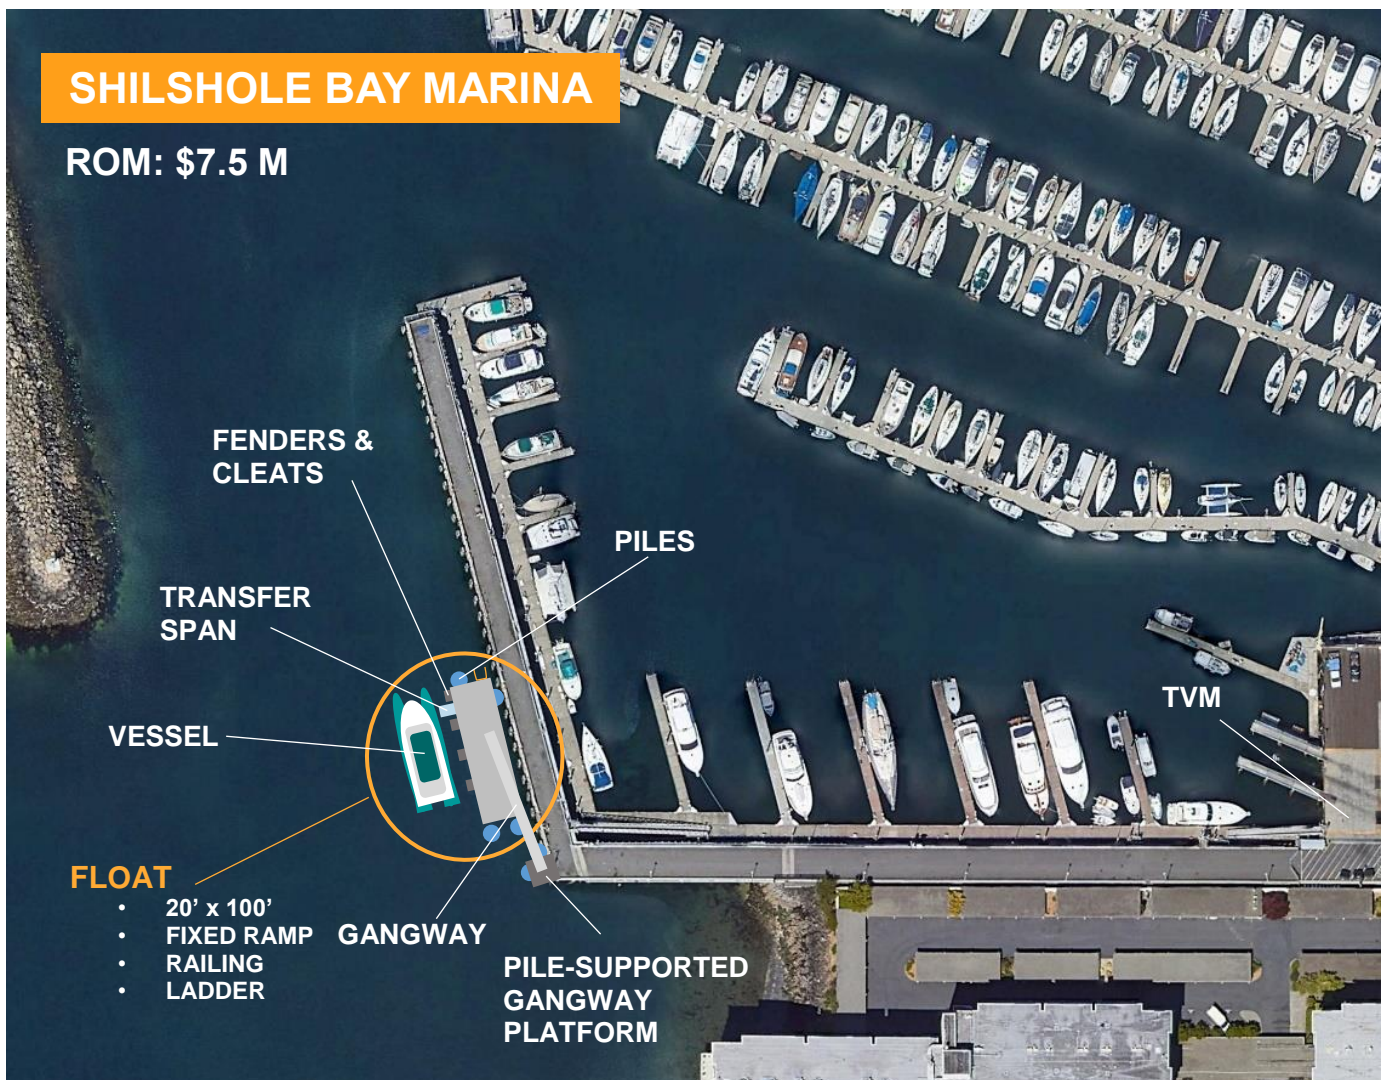 SHILSHOLE BAY MARINA
ROM: $7.5 M
FENDERS &
CLEATS
PILES
TRANSFER
SPAN
TVM
VESSEL
FLOAT
• 20’ x 100’
• FIXED RAMP
• RAILING
• LADDER
GANGWAY
PILE-SUPPORTED
GANGWAY
PLATFORM